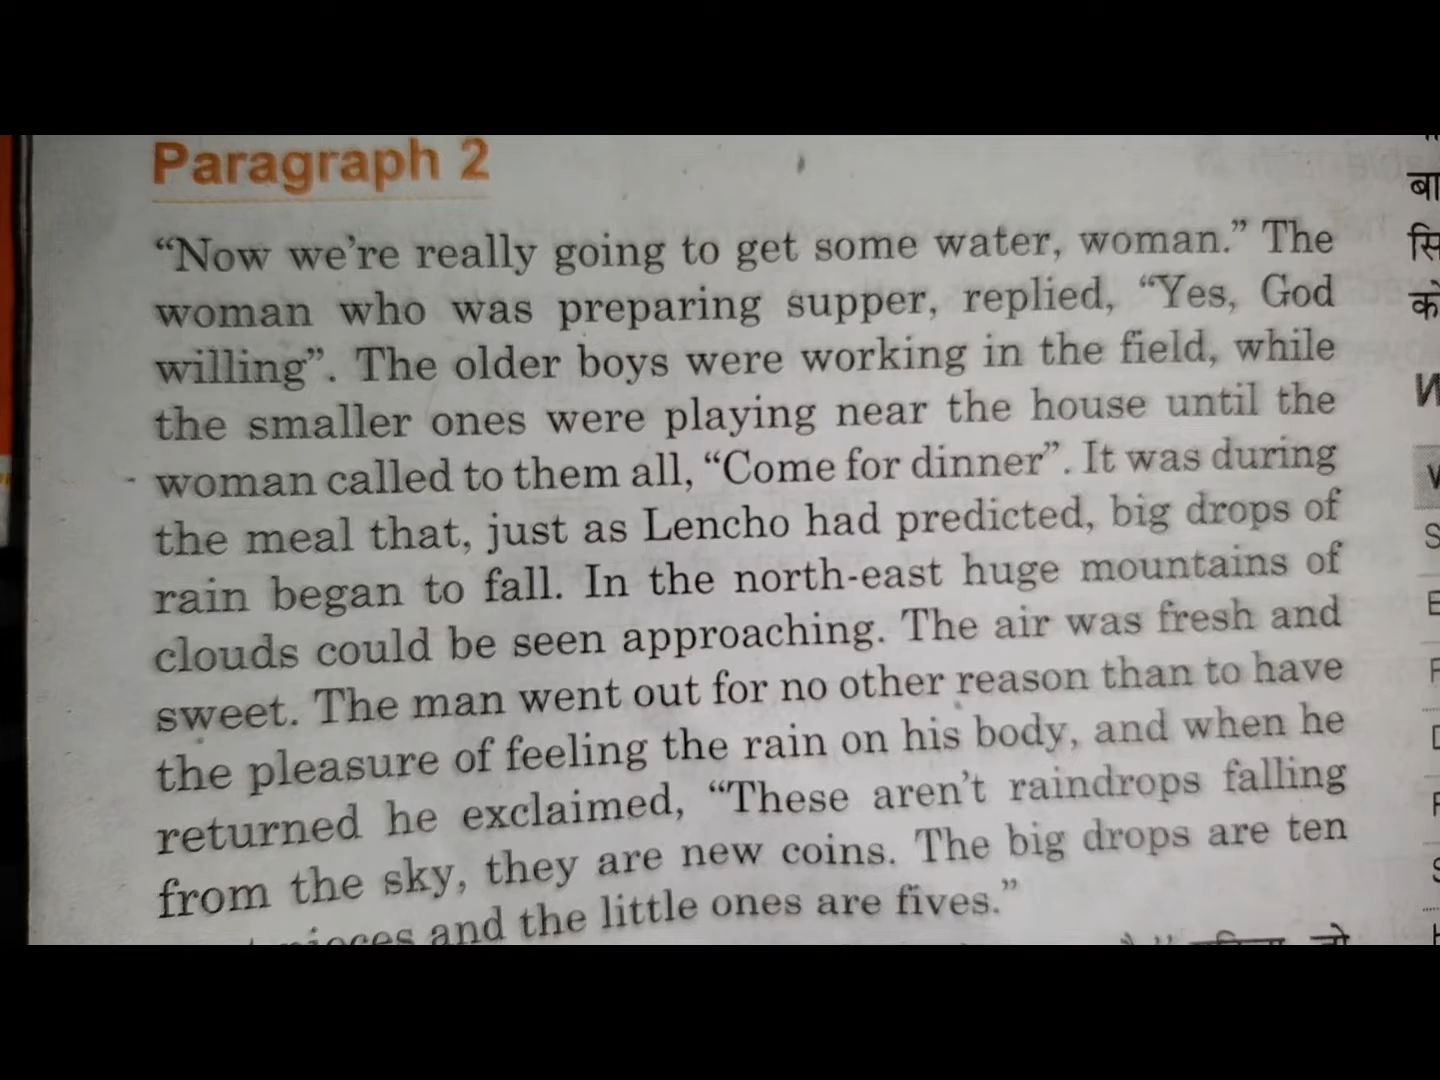 Paragraph 2
“Now we’re really going to get some water, woman.” The
woman who was preparing supper, replied, “Yes, God
willing”. The older boys were working in the field, while
the smaller ones were playing near the house until the
woman called to them all, “Come for dinner”. It was during
the meal that, just as Lencho had predicted, big drops of
rain began to fall. In the north-east huge mountains of
clouds could be seen approaching. The air was fresh and
sweet. The man went out for no other reason than to have
the pleasure of feeling the rain on his body, and when he
returned he exclaimed, “These aren’t raindrops falling
from the sky, they are new coins. The big drops are ten
pieces and the little ones are fives.”
बा
सि
को